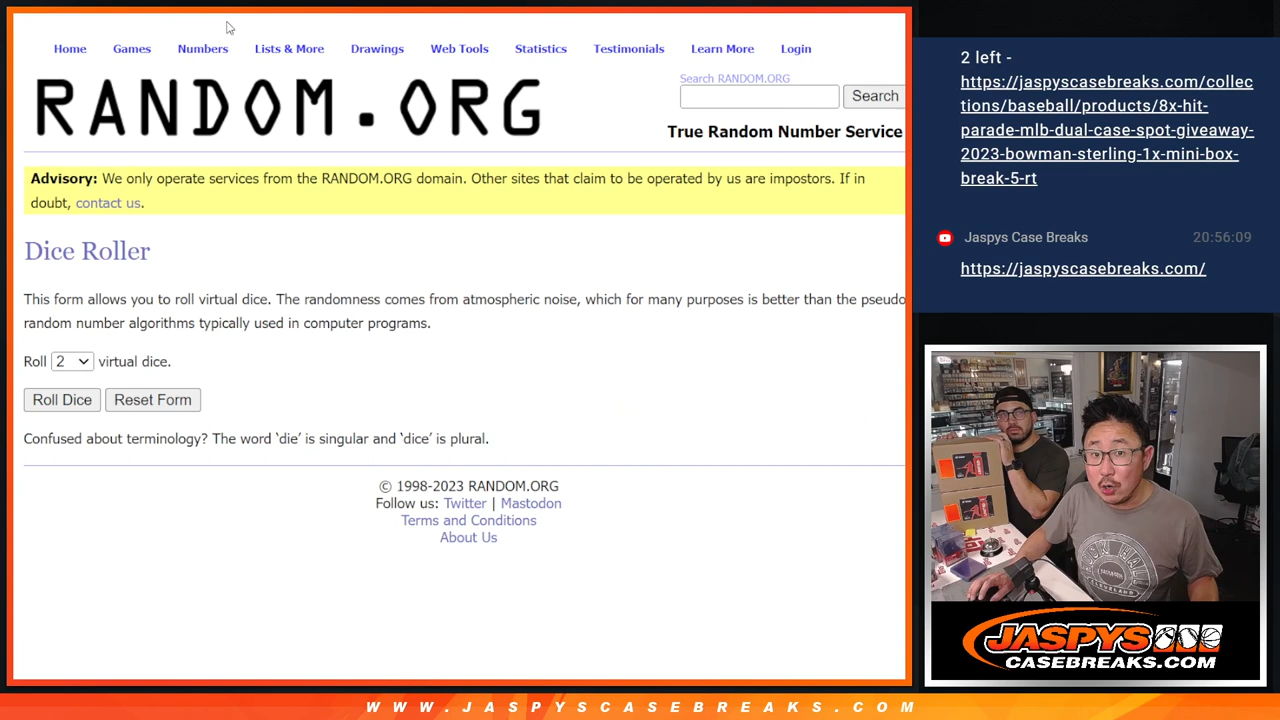 Home Games Numbers Lists & More Drawings Web Tools Statistics Testimonials Learn More Login
RANDOM.ORG
Search RANDOM.ORG
Search
True Random Number Service
Advisory: We only operate services from the RANDOM.ORG domain. Other sites that claim to be operated by us are impostors. If in
doubt, contact us.
Dice Roller
This form allows you to roll virtual dice. The randomness comes from atmospheric noise, which for many purposes is better than the pseudo
random number algorithms typically used in computer programs.
Roll 2 virtual dice.
Roll Dice Reset Form
Confused about terminology? The word ‘die’ is singular and ‘dice’ is plural.
© 1998-2023 RANDOM.ORG
Follow us: Twitter | Mastodon
Terms and Conditions
About Us
2 left -
https://jaspyscasebreaks.com/collec
tions/baseball/products/8x-hit-
parade-mlb-dual-case-spot-giveaway-
2023-bowman-sterling-1x-mini-box-
break-5-rt
Jaspys Case Breaks 20:56:09
https://jaspyscasebreaks.com/
JASPYS
CASEBREAKS.COM
WWW.JASPYSCASEBREAKS.COM